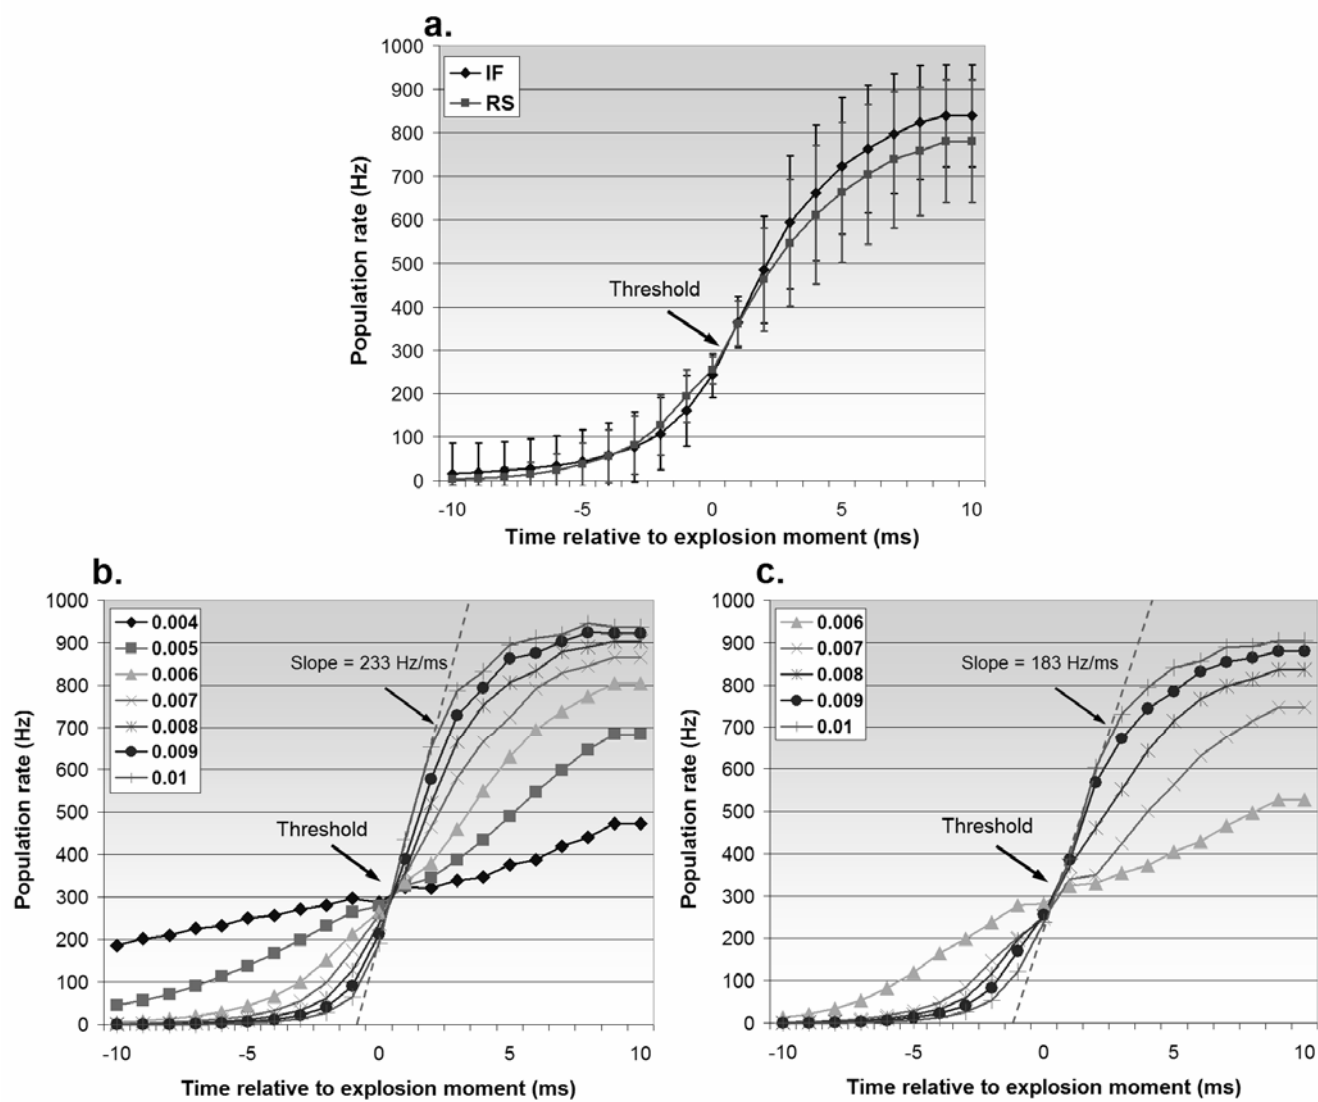 a.
1000
900
800
700
600
500
400
300
200
100
0
Population rate (Hz)
IF
RS
Threshold
-10 -5 0 5 10
Time relative to explosion moment (ms)
b.
1000
900
800
700
600
500
400
300
200
100
0
Population rate (Hz)
0.004
0.005
0.006
0.007
0.008
0.009
0.01
Slope = 233 Hz/ms
Threshold
-10 -5 0 5 10
Time relative to explosion moment (ms)
c.
1000
900
800
700
600
500
400
300
200
100
0
Population rate (Hz)
0.006
0.007
0.008
0.009
0.01
Slope = 183 Hz/ms
Threshold
-10 -5 0 5 10
Time relative to explosion moment (ms)